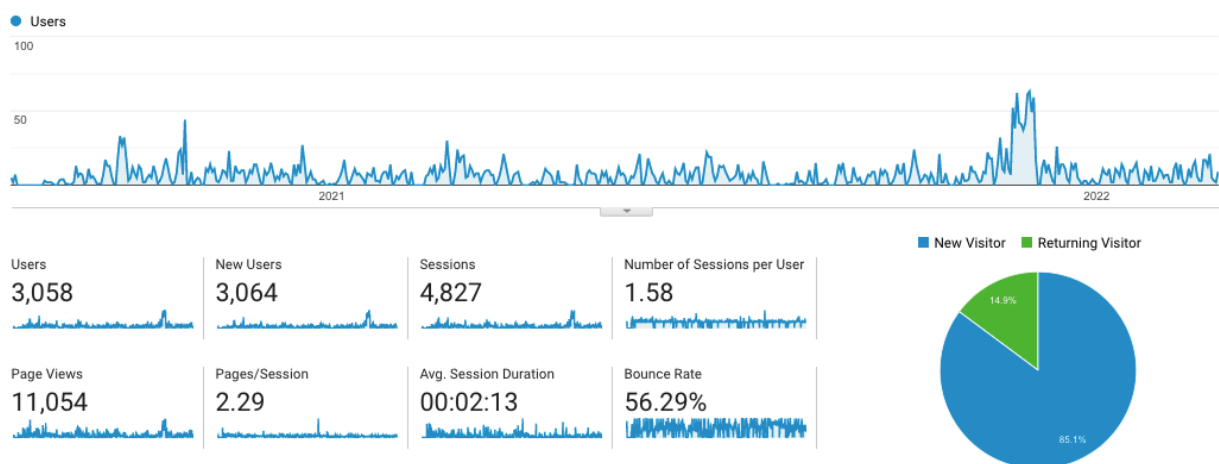 Users
100
50
2021
2022
New Visitor
Returning Visitor
Users
3,058
New Users
3,064
Sessions
4,827
Number of Sessions per User
1.58
Page Views
11,054
Pages/Session
2.29
Avg. Session Duration
00:02:13
Bounce Rate
56.29%
14.9%
85.1%